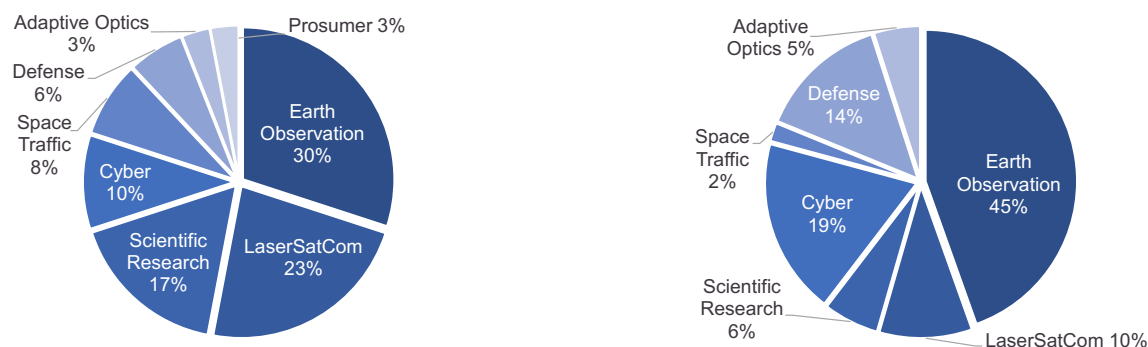 Adaptive Optics
3%
Prosumer 3%
Defense
6%
Space
Traffic
8%
Cyber
10%
Scientific
Research
17%
LaserSatCom
23%
Earth
Observation
30%
Adaptive
Optics 5%
Defense
14%
Space
Traffic
2%
Cyber
19%
Scientific
Research
6%
LaserSatCom 10%
Earth
Observation
45%